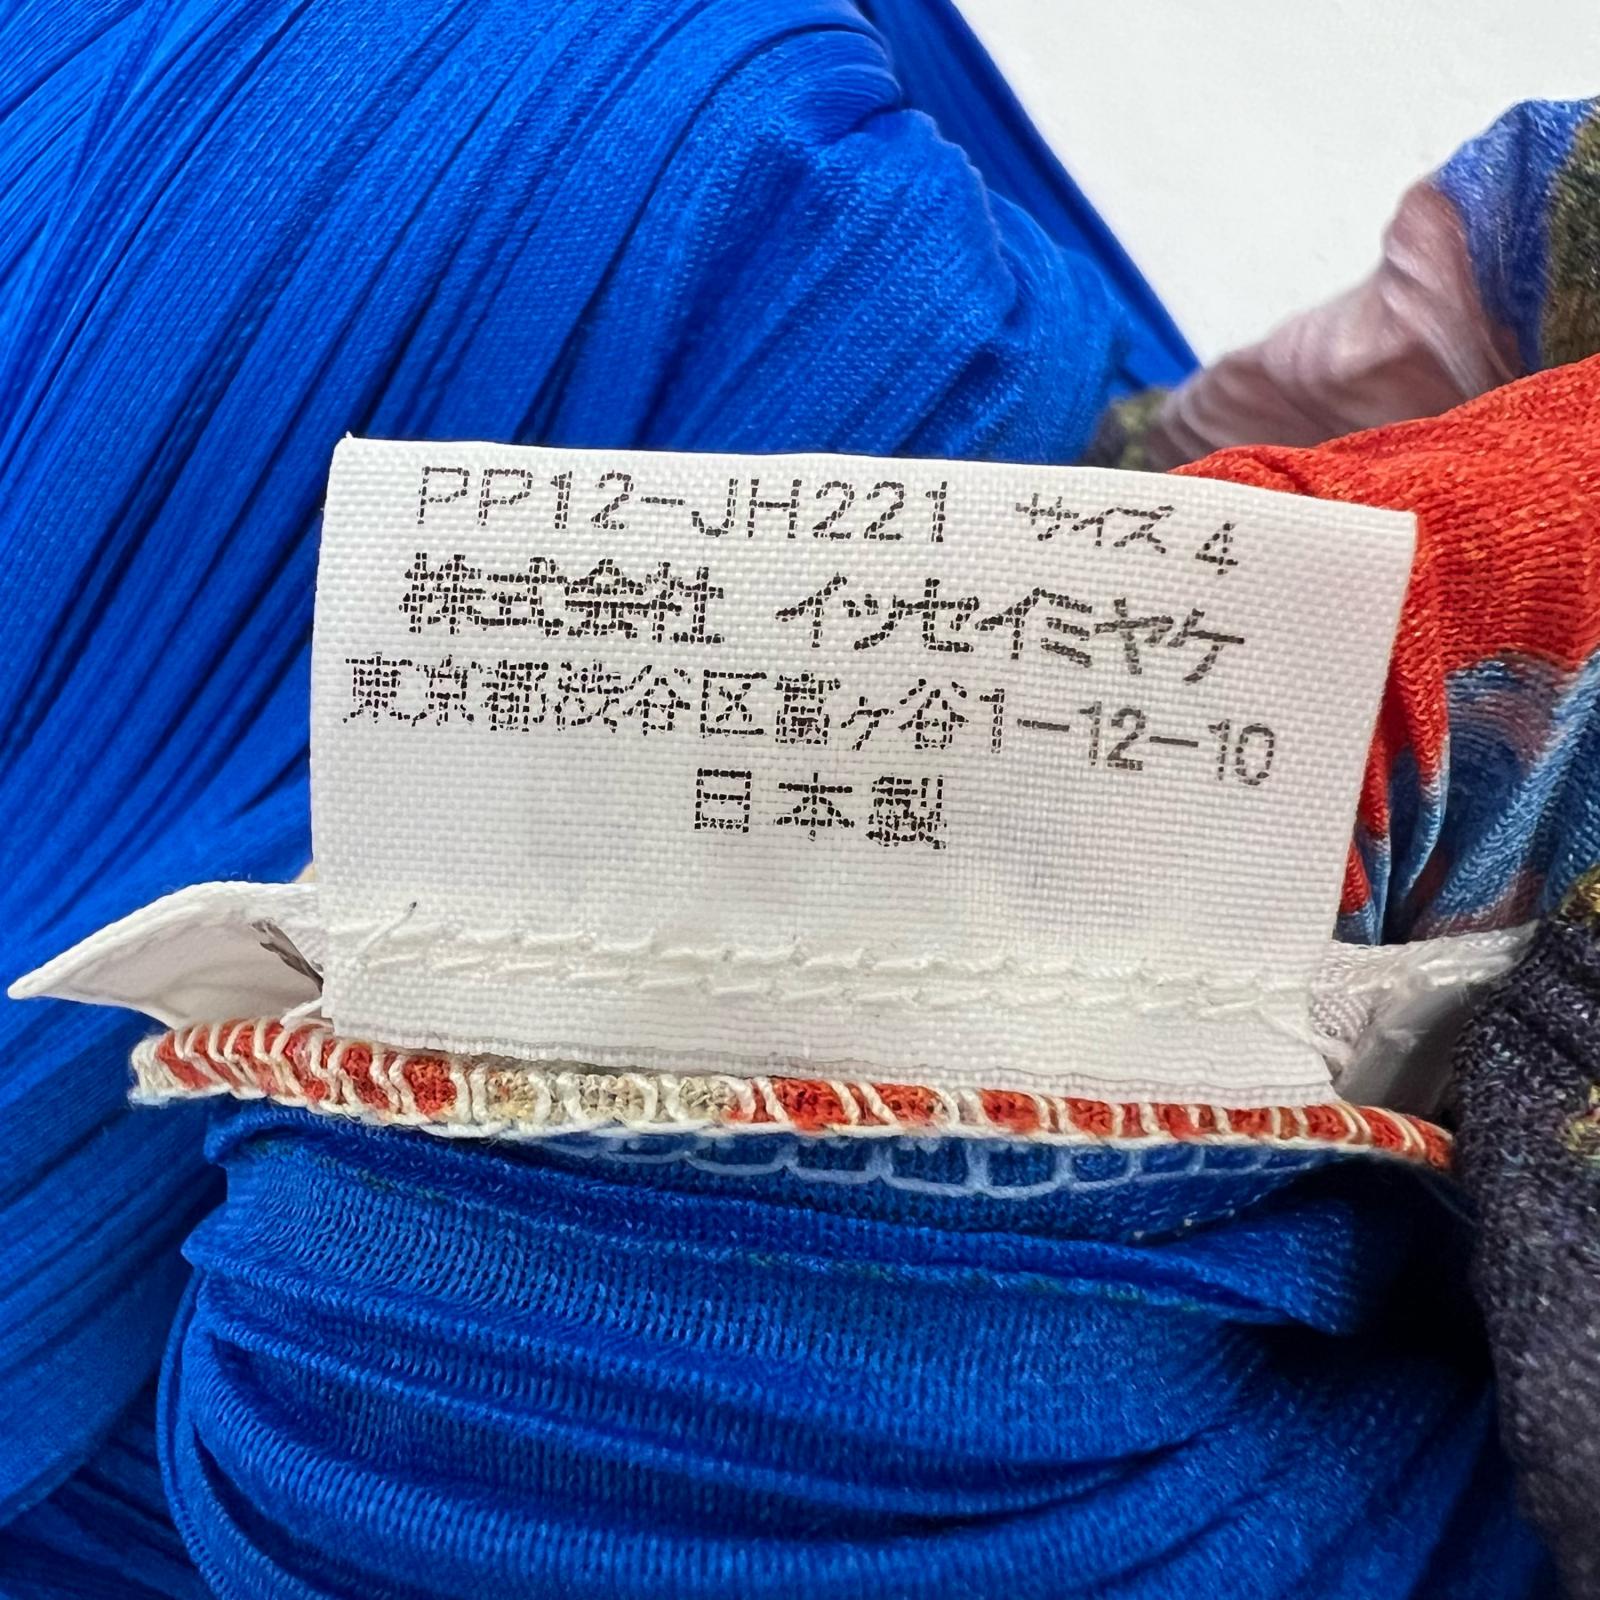 PP12-JH221 サイズ 4
株式会社 イッセイミヤケ
東京都渋谷区富ヶ谷1-12-10
日本製